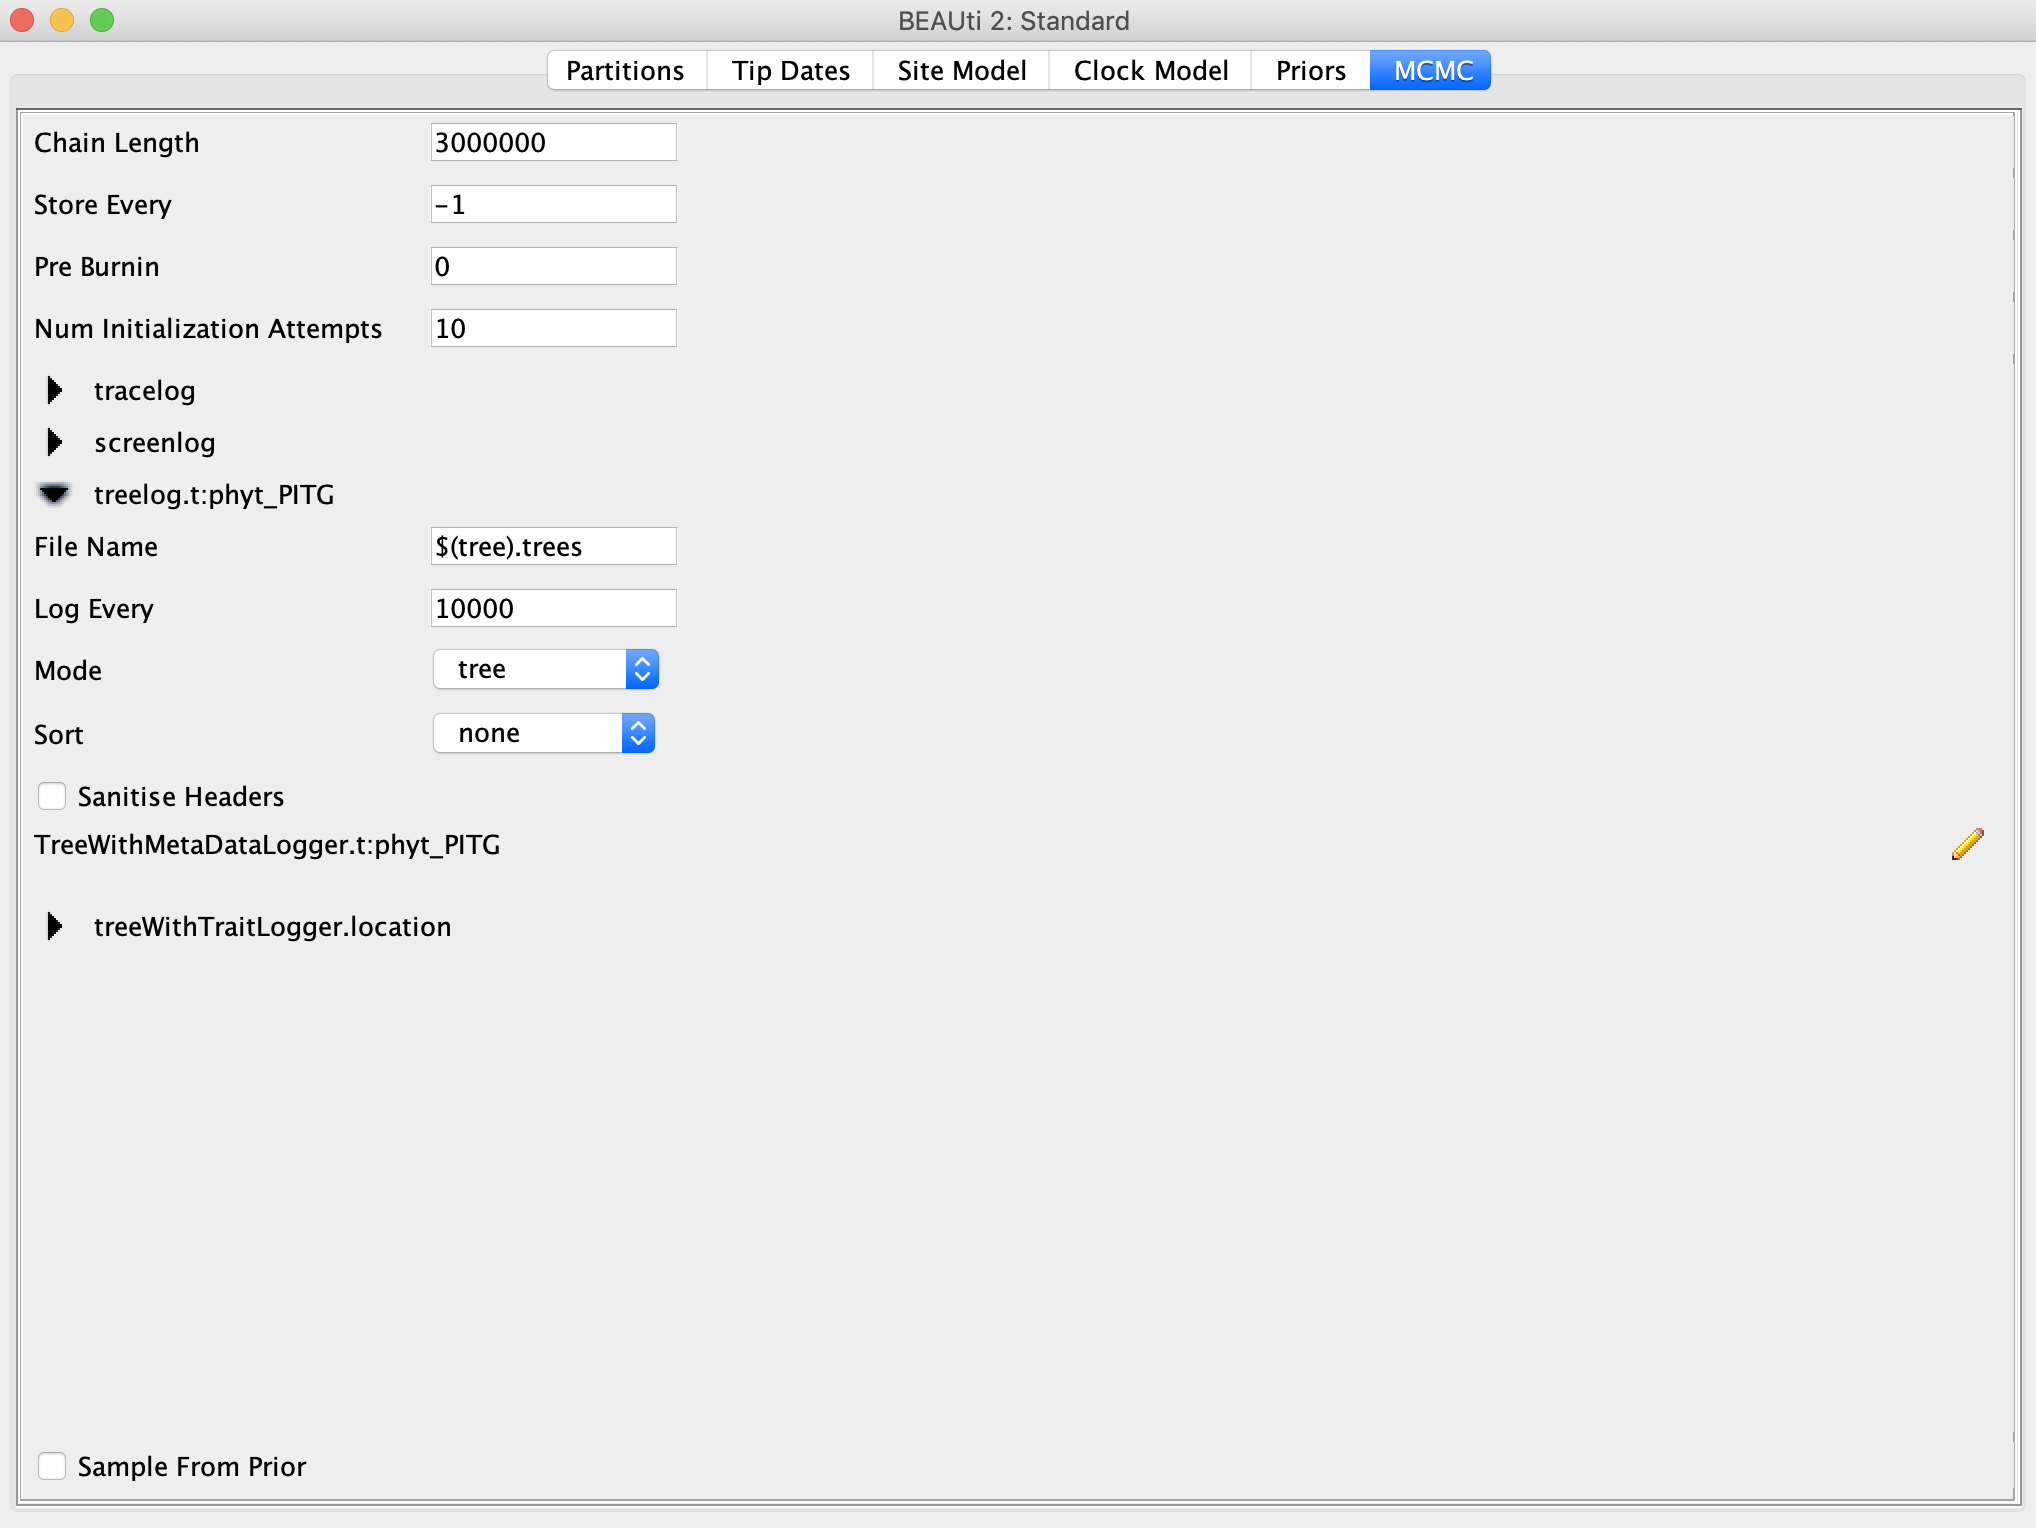 BEAUti 2: Standard
Partitions Tip Dates Site Model Clock Model Priors MCMC
Chain Length 3000000
Store Every -1
Pre Burnin 0
Num Initialization Attempts 10
tracelog
screenlog
treelog.t:phyt_PITG
File Name $(tree).trees
Log Every 10000
Mode tree
Sort none
Sanitise Headers
TreeWithMetaDataLogger.t:phyt_PITG
treeWithTraitLogger.location
Sample From Prior